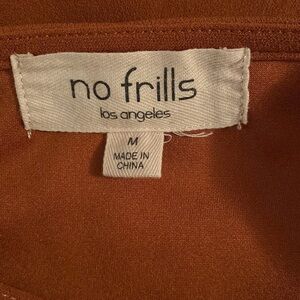 no frills
los angeles
M
MADE IN
CHINA